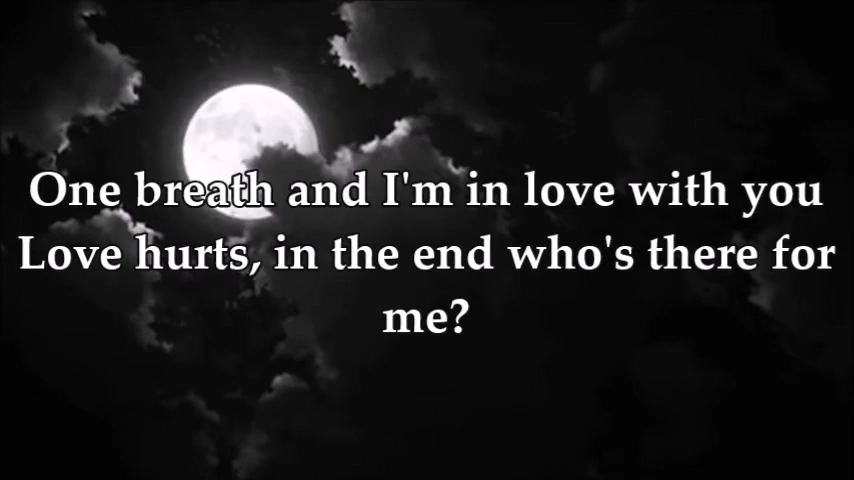 One breath and I'm in love with you
Love hurts, in the end who's there for
me?